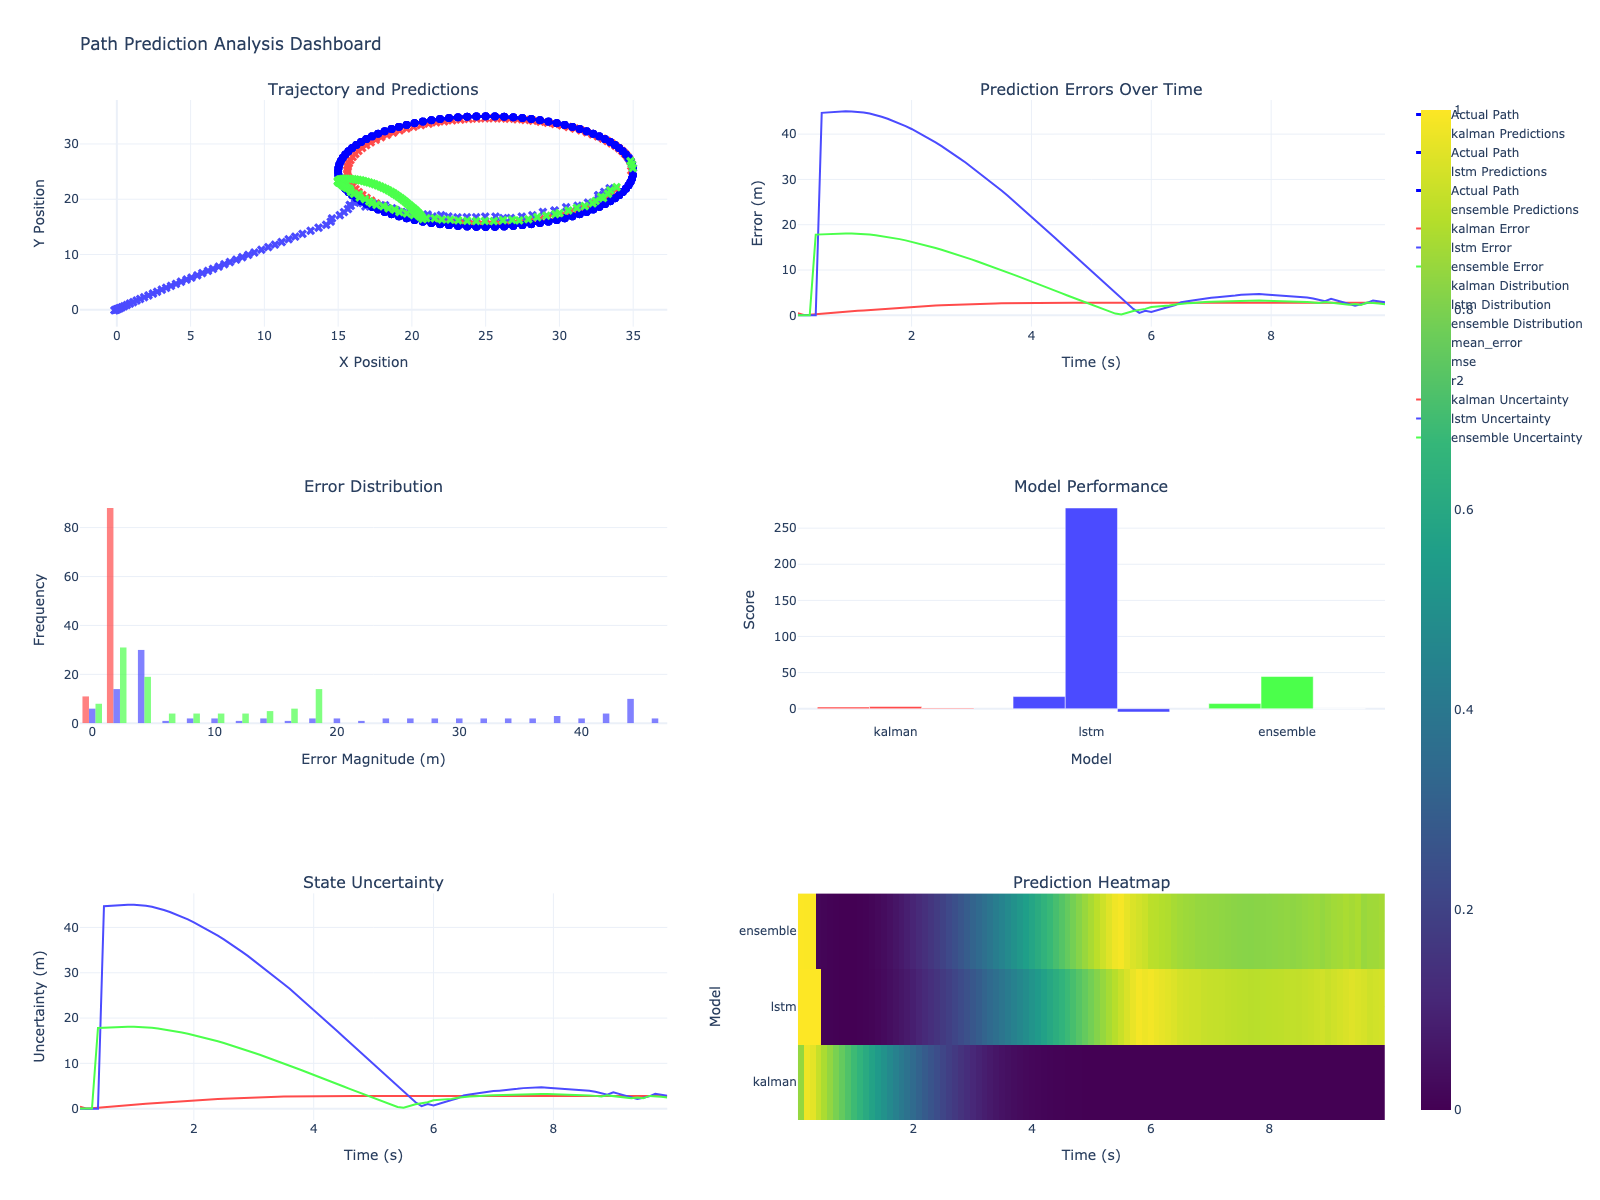 Path Prediction Analysis Dashboard
Trajectory and Predictions
Y Position
30
20
10
0
0 5 10 15 20 25 30 35
X Position
Prediction Errors Over Time
Error (m)
40
30
20
10
0
2 4 6 8
Time (s)
Actual Path
kalman Predictions
Actual Path
lstm Predictions
Actual Path
ensemble Predictions
kalman Error
lstm Error
ensemble Error
kalman Distribution
lstm Distribution
ensemble Distribution
mean_error
mse
r2
kalman Uncertainty
lstm Uncertainty
ensemble Uncertainty
1
0.8
0.6
0.4
0.2
0
Error Distribution
Frequency
80
60
40
20
0
0 10 20 30 40
Error Magnitude (m)
Model Performance
Score
250
200
150
100
50
0
kalman lstm ensemble
Model
State Uncertainty
Uncertainty (m)
40
30
20
10
0
2 4 6 8
Time (s)
Prediction Heatmap
Model
ensemble
lstm
kalman
2 4 6 8
Time (s)